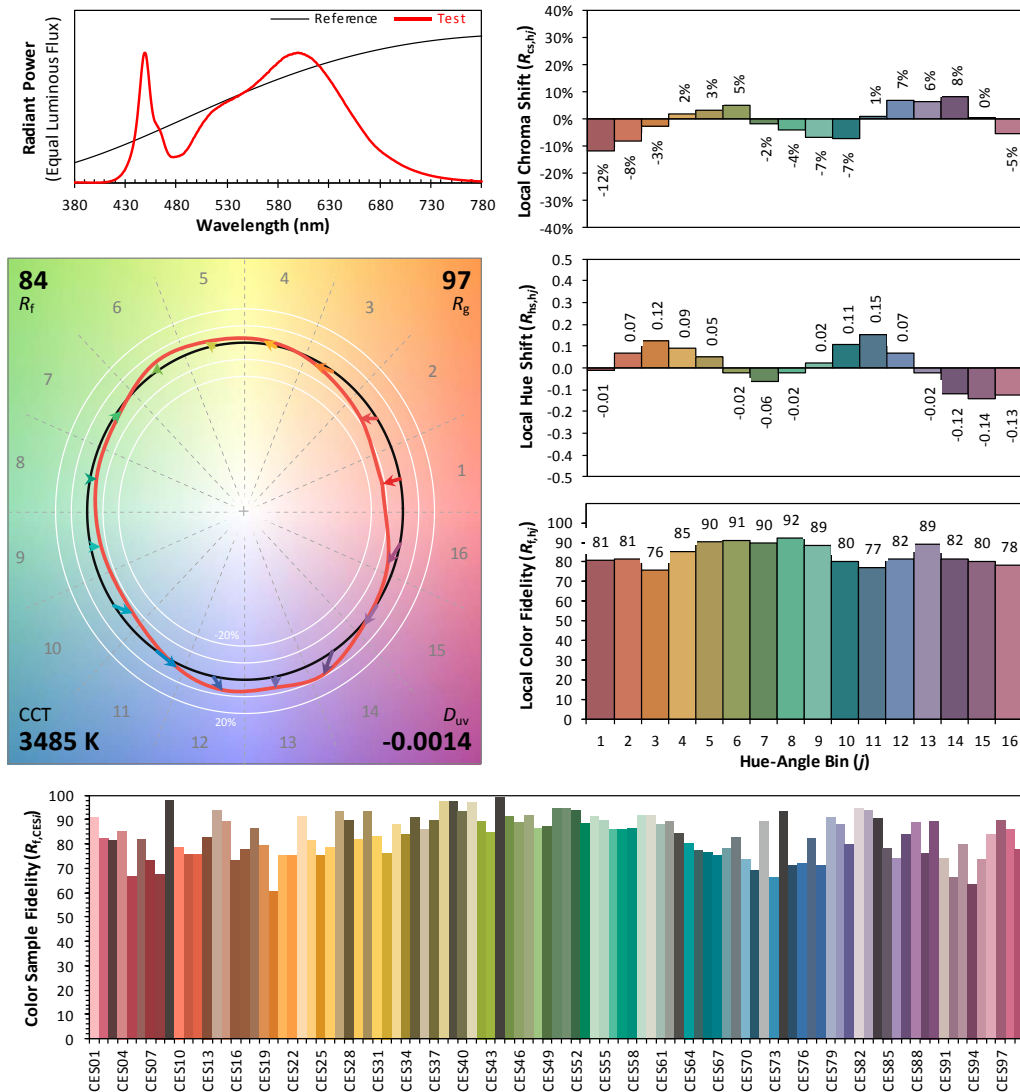 Reference Test
Radiant Power
(Equal Luminous Flux)
380 430 480 530 580 630 680 730 780
Wavelength (nm)
Local Chroma Shift (Rcs,hj)
40%
30%
20%
10%
0%
-10%
-20%
-30%
-40%
-12% -8% -3% 2% 3% 5% -2% -4% -7% -7% 1% 7% 6% 8% 0% -5%
84
Rf
97
Rg
1 2 3 4 5 6 7 8 9 10 11 12 13 14 15 16
-20%
20%
CCT
3485 K
Duv
-0.0014
Local Hue Shift (Rhs,hj)
0.5
0.4
0.3
0.2
0.1
0.0
-0.1
-0.2
-0.3
-0.4
-0.5
-0.01 0.07 0.12 0.09 0.05 -0.02 -0.06 -0.02 0.02 0.11 0.15 0.07 -0.02 -0.12 -0.14 -0.13
Local Color Fidelity (Rf,hj)
100
90
80
70
60
50
40
30
20
10
0
81 81 76 85 90 91 90 92 89 80 77 82 89 82 80 78
1 2 3 4 5 6 7 8 9 10 11 12 13 14 15 16
Hue-Angle Bin (j)
Color Sample Fidelity (Rf,CESi)
100
90
80
70
60
50
40
30
20
10
0
CES01 CES04 CES07 CES10 CES13 CES16 CES19 CES22 CES25 CES28 CES31 CES34 CES37 CES40 CES43 CES46 CES49 CES52 CES55 CES58 CES61 CES64 CES67 CES70 CES73 CES76 CES79 CES82 CES85 CES88 CES91 CES94 CES97